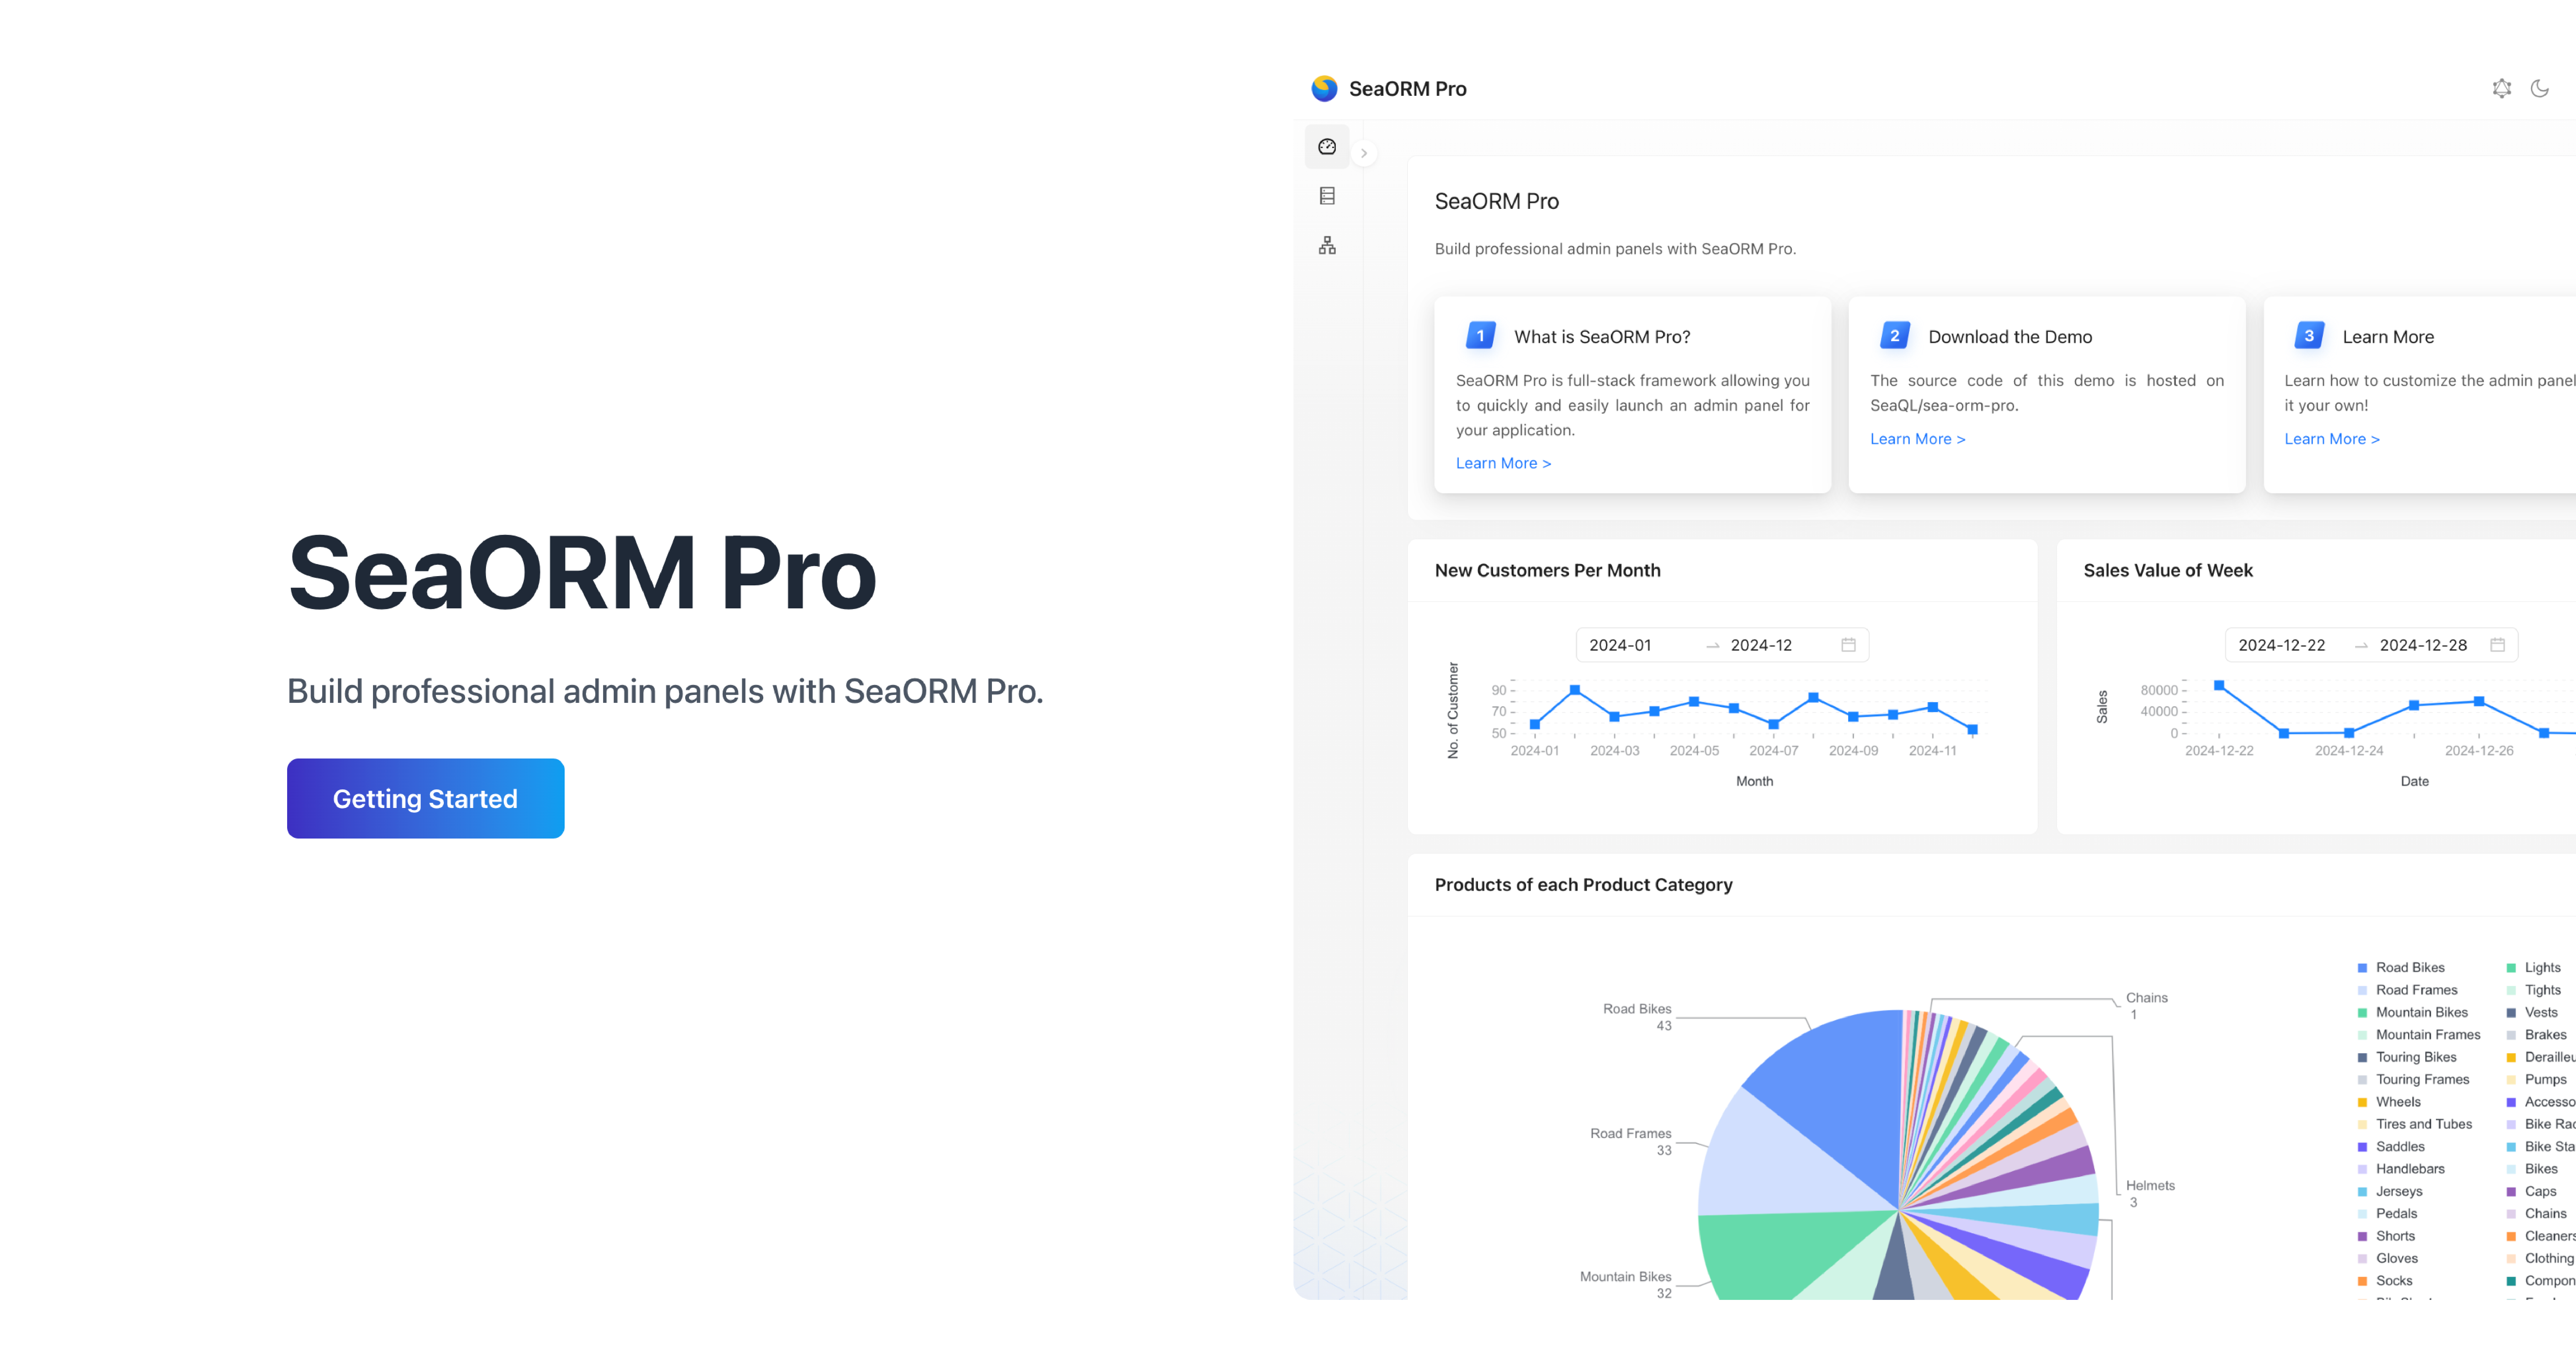 SeaORM Pro
Build professional admin panels with SeaORM Pro.
Getting Started
SeaORM Pro
SeaORM Pro
Build professional admin panels with SeaORM Pro.
1 What is SeaORM Pro?
SeaORM Pro is full-stack framework allowing you
to quickly and easily launch an admin panel for
your application.
Learn More >
2 Download the Demo
The source code of this demo is hosted on
SeaQL/sea-orm-pro.
Learn More >
3 Learn More
Learn how to customize the admin panel
it your own!
Learn More >
New Customers Per Month
2024-01 → 2024-12
No. of Customer
90
70
50
2024-01 2024-03 2024-05 2024-07 2024-09 2024-11
Month
Sales Value of Week
2024-12-22 → 2024-12-28
Sales
80000
40000
0
2024-12-22 2024-12-24 2024-12-26
Date
Products of each Product Category
Road Bikes
43
Road Frames
33
Mountain Bikes
32
Chains
1
Helmets
3
Road Bikes
Road Frames
Mountain Bikes
Mountain Frames
Touring Bikes
Touring Frames
Wheels
Tires and Tubes
Saddles
Handlebars
Jerseys
Pedals
Shorts
Gloves
Socks
Lights
Tights
Vests
Brakes
Derailleu
Pumps
Accesso
Bike Rac
Bike Sta
Bikes
Caps
Chains
Cleaners
Clothing
Compon